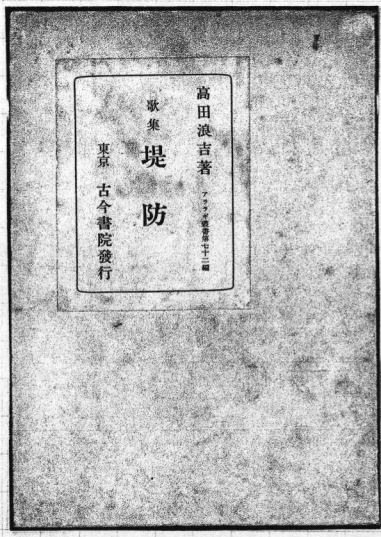 高田浪吉著
アララギ叢書第七十二編
歌集 堤防
東京 古今書院發行